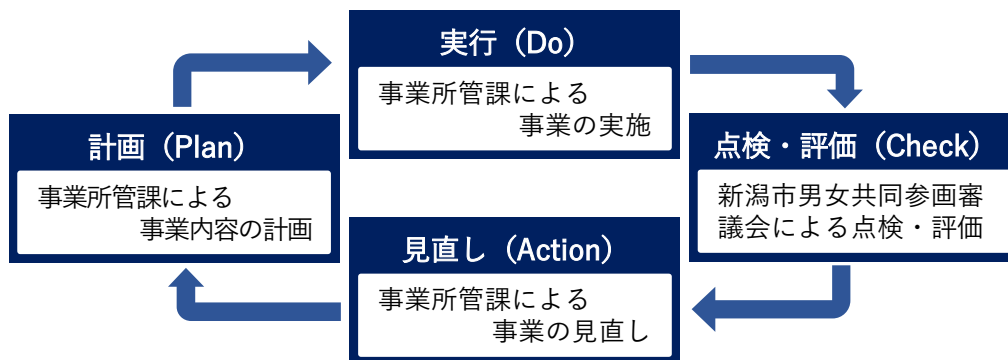 実行（Do）
事業所管課による
事業の実施
計画（Plan）
事業所管課による
事業内容の計画
点検・評価（Check）
新潟市男女共同参画審
議会による点検・評価
見直し（Action）
事業所管課による
事業の見直し